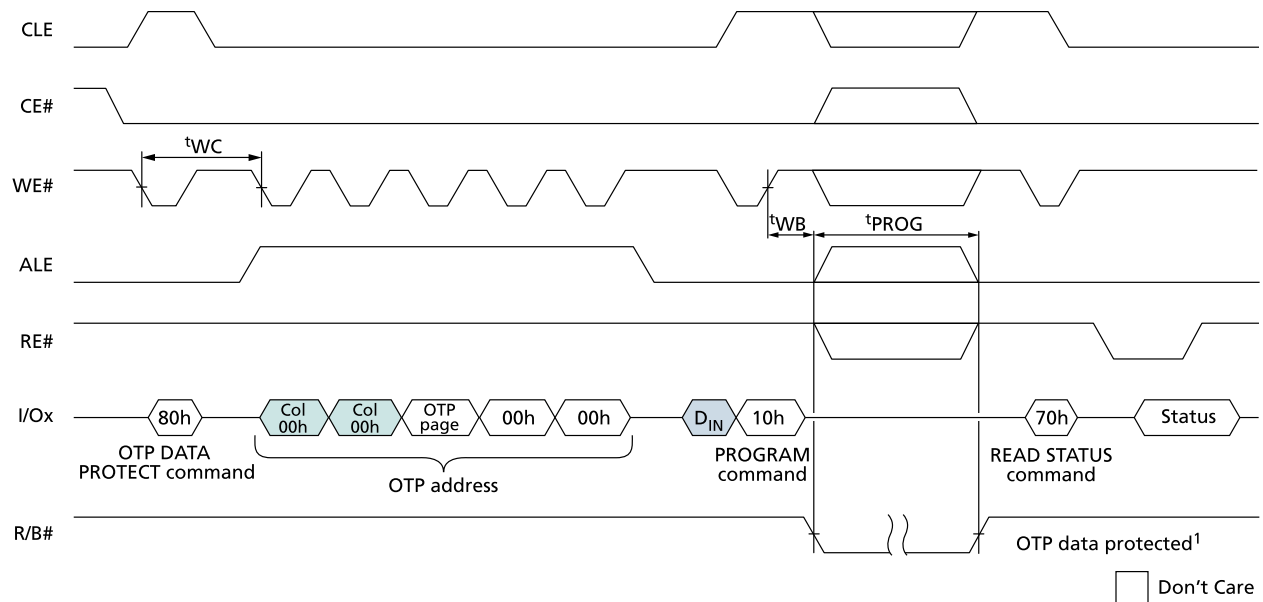 CLE
CE#
tWC
WE#
tWB
tPROG
ALE
RE#
I/Ox
80h
Col
00h
Col
00h
OTP
page
00h
00h
DIN
10h
70h
Status
OTP DATA
PROTECT command
OTP address
PROGRAM
command
READ STATUS
command
R/B#
OTP data protected1
Don't Care